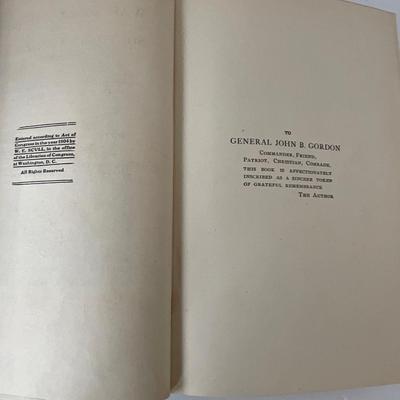 Entered according to Act of
Congress in the year 1904 by
W. E. SCULL, in the office
of the Librarian of Congress,
at Washington, D. C.
All Rights Reserved
TO
GENERAL JOHN B. GORDON
COMMANDER, FRIEND,
PATRIOT, CHRISTIAN, COMRADE,
THIS BOOK IS AFFECTIONATELY
INSCRIBED AS A SINCERE TOKEN
OF GRATEFUL REMEMBRANCE
THE AUTHOR